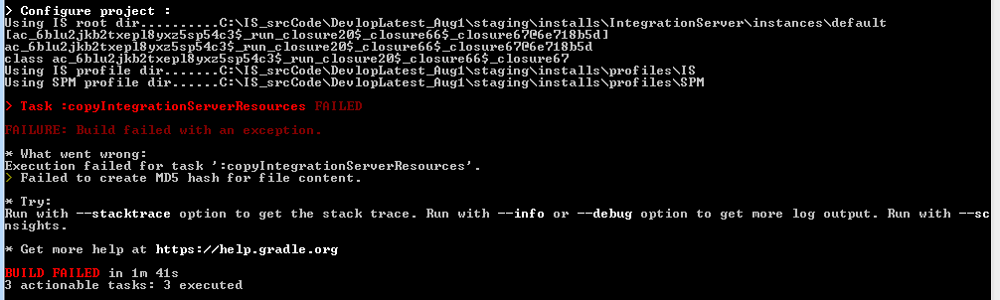 > Configure project :
Using IS root dir..........C:\IS_srcCode\DevlopLatest_Aug1\staging\installs\IntegrationServer\instances\default
[ac_6blu2jkb2txepl8yxz5sp54c3$_run_closure20$_closure66$_closure67@6e718b5d]
ac_6blu2jkb2txepl8yxz5sp54c3$_run_closure20$_closure66$_closure67@6e718b5d
class ac_6blu2jkb2txepl8yxz5sp54c3$_run_closure20$_closure66$_closure67
Using IS profile dir.......C:\IS_srcCode\DevlopLatest_Aug1\staging\installs\profiles\IS
Using SPM profile dir......C:\IS_srcCode\DevlopLatest_Aug1\staging\installs\profiles\SPM
> Task :copyIntegrationServerResources FAILED
FAILURE: Build failed with an exception.
* What went wrong:
Execution failed for task ':copyIntegrationServerResources'.
> Failed to create MD5 hash for file content.
* Try:
Run with --stacktrace option to get the stack trace. Run with --info or --debug option to get more log output. Run with --sc
nsights.
* Get more help at https://help.gradle.org
BUILD FAILED in 1m 41s
3 actionable tasks: 3 executed